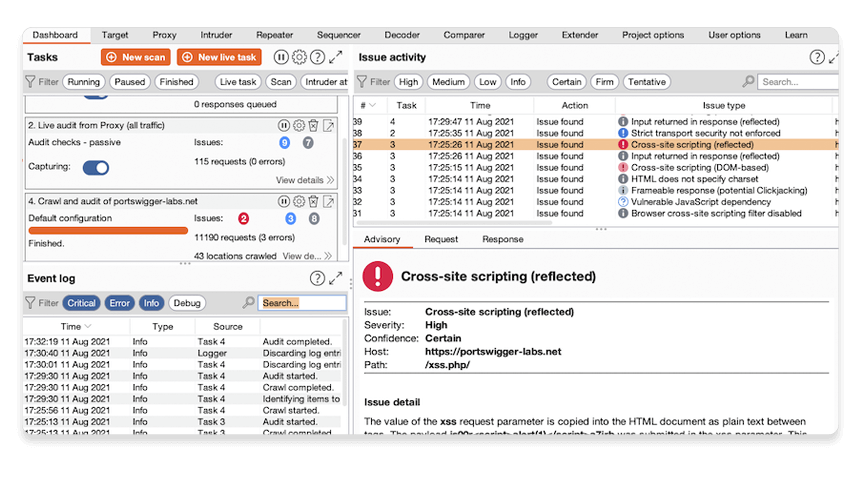 Dashboard Target Proxy Intruder Repeater Sequencer Decoder Comparer Logger Extender Project options User options Learn
Tasks New scan New live task
Filter Running Paused Finished Live task Scan Intruder at
0 responses queued
2. Live audit from Proxy (all traffic)
Audit checks - passive Issues: 9 7
Capturing: 115 requests (0 errors)
View details
4. Crawl and audit of portswigger-labs.net
Default configuration Issues: 2 3 8
11190 requests (3 errors)
Finished.
43 locations crawled View de...
Event log
Filter Critical Error Info Debug Search...
Time Type Source
17:32:19 11 Aug 2021 Info Task 4 Audit completed.
17:30:40 11 Aug 2021 Info Logger Discarding log entri
17:30:01 11 Aug 2021 Info Task 4 Discarding log entri
17:29:30 11 Aug 2021 Info Task 4 Audit started.
17:29:30 11 Aug 2021 Info Task 4 Crawl completed.
17:29:30 11 Aug 2021 Info Task 4 Identifying items to
17:25:56 11 Aug 2021 Info Task 4 Crawl started.
17:25:13 11 Aug 2021 Info Task 3 Audit started.
17:25:13 11 Aug 2021 Info Task 3 Crawl completed.
Issue activity
Filter High Medium Low Info Certain Firm Tentative Search...
# Task Time Action Issue type
39 4 17:29:47 11 Aug 2021 Issue found Input returned in response (reflected)
38 2 17:25:35 11 Aug 2021 Issue found Strict transport security not enforced
37 3 17:25:26 11 Aug 2021 Issue found Cross-site scripting (reflected)
36 3 17:25:26 11 Aug 2021 Issue found Input returned in response (reflected)
35 3 17:25:15 11 Aug 2021 Issue found Cross-site scripting (DOM-based)
34 3 17:25:14 11 Aug 2021 Issue found HTML does not specify charset
33 3 17:25:14 11 Aug 2021 Issue found Frameable response (potential Clickjacking)
32 3 17:25:14 11 Aug 2021 Issue found Vulnerable JavaScript dependency
31 3 17:25:14 11 Aug 2021 Issue found Browser cross-site scripting filter disabled
Advisory Request Response
Cross-site scripting (reflected)
Issue: Cross-site scripting (reflected)
Severity: High
Confidence: Certain
Host: https://portswigger-labs.net
Path: /xss.php/
Issue detail
The value of the xss request parameter is copied into the HTML document as plain text between
tags. The payload <script>alert(1)</script> was submitted in the xss parameter. This